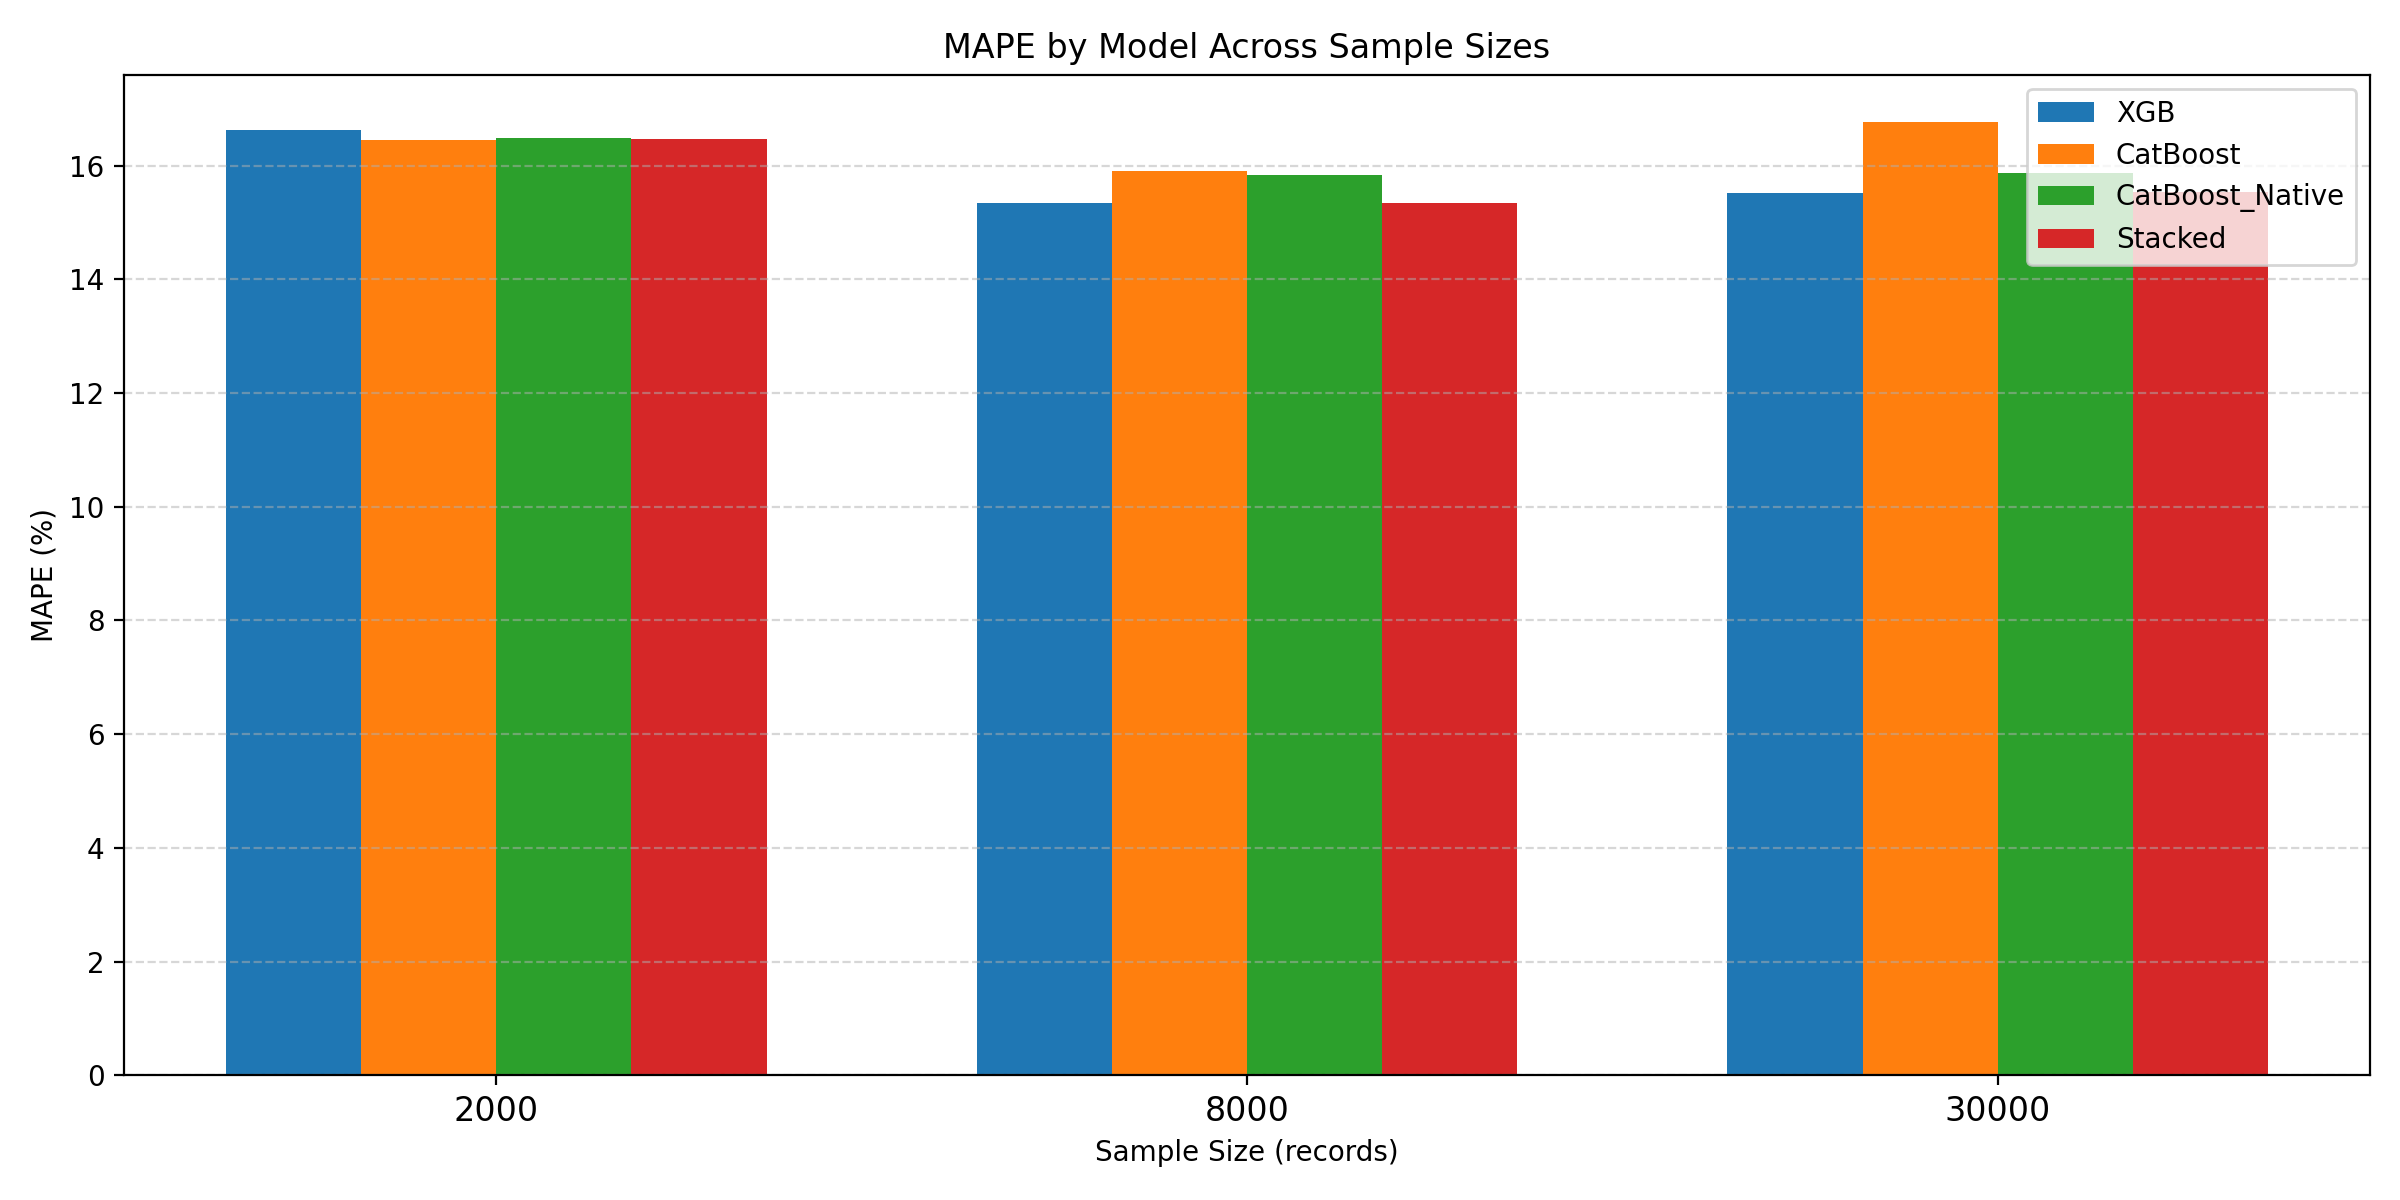 MAPE by Model Across Sample Sizes
XGB
CatBoost
CatBoost_Native
Stacked
MAPE (%)
16
14
12
10
8
6
4
2
0
2000
8000
30000
Sample Size (records)